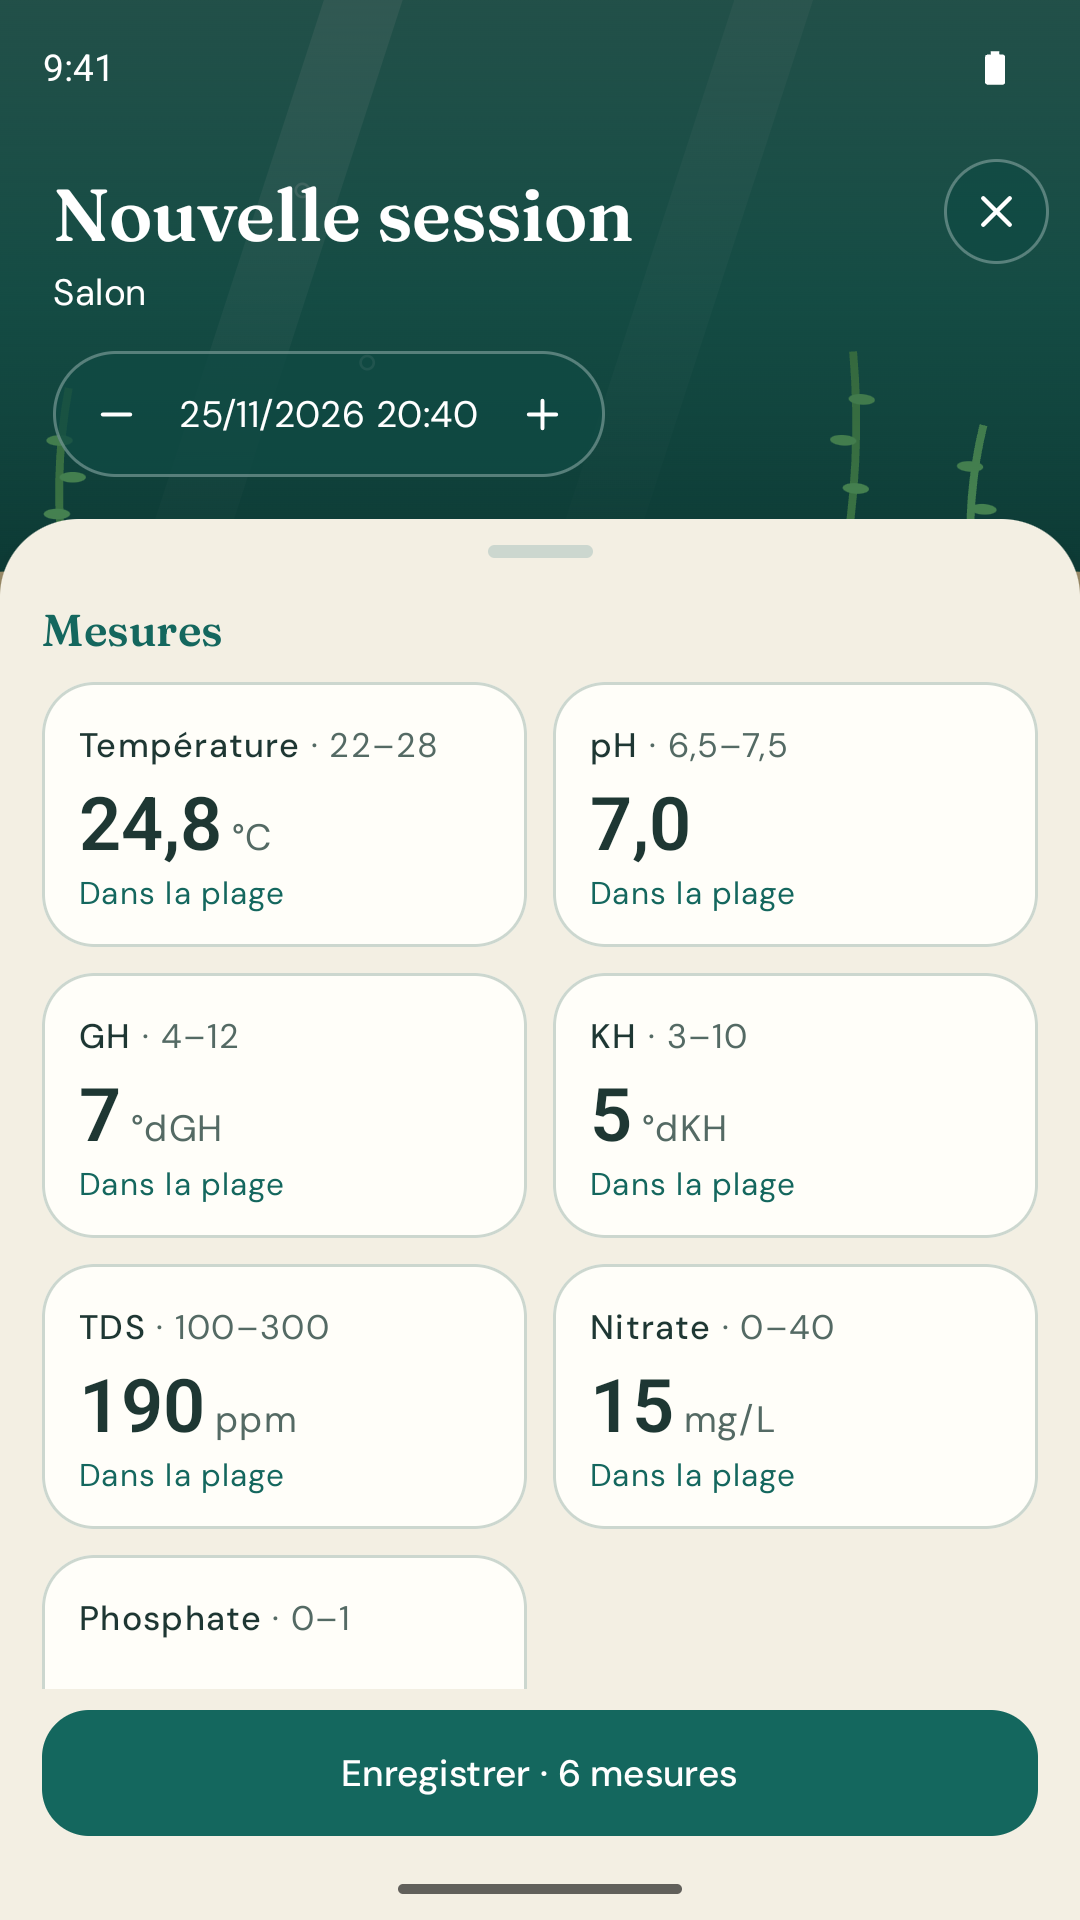 9:41
Nouvelle session
Salon
25/11/2026 20:40
Mesures
Température · 22–28
24,8 °C
Dans la plage
pH · 6,5–7,5
7,0
Dans la plage
GH · 4–12
7 °dGH
Dans la plage
KH · 3–10
5 °dKH
Dans la plage
TDS · 100–300
190 ppm
Dans la plage
Nitrate · 0–40
15 mg/L
Dans la plage
Phosphate · 0–1
Enregistrer · 6 mesures